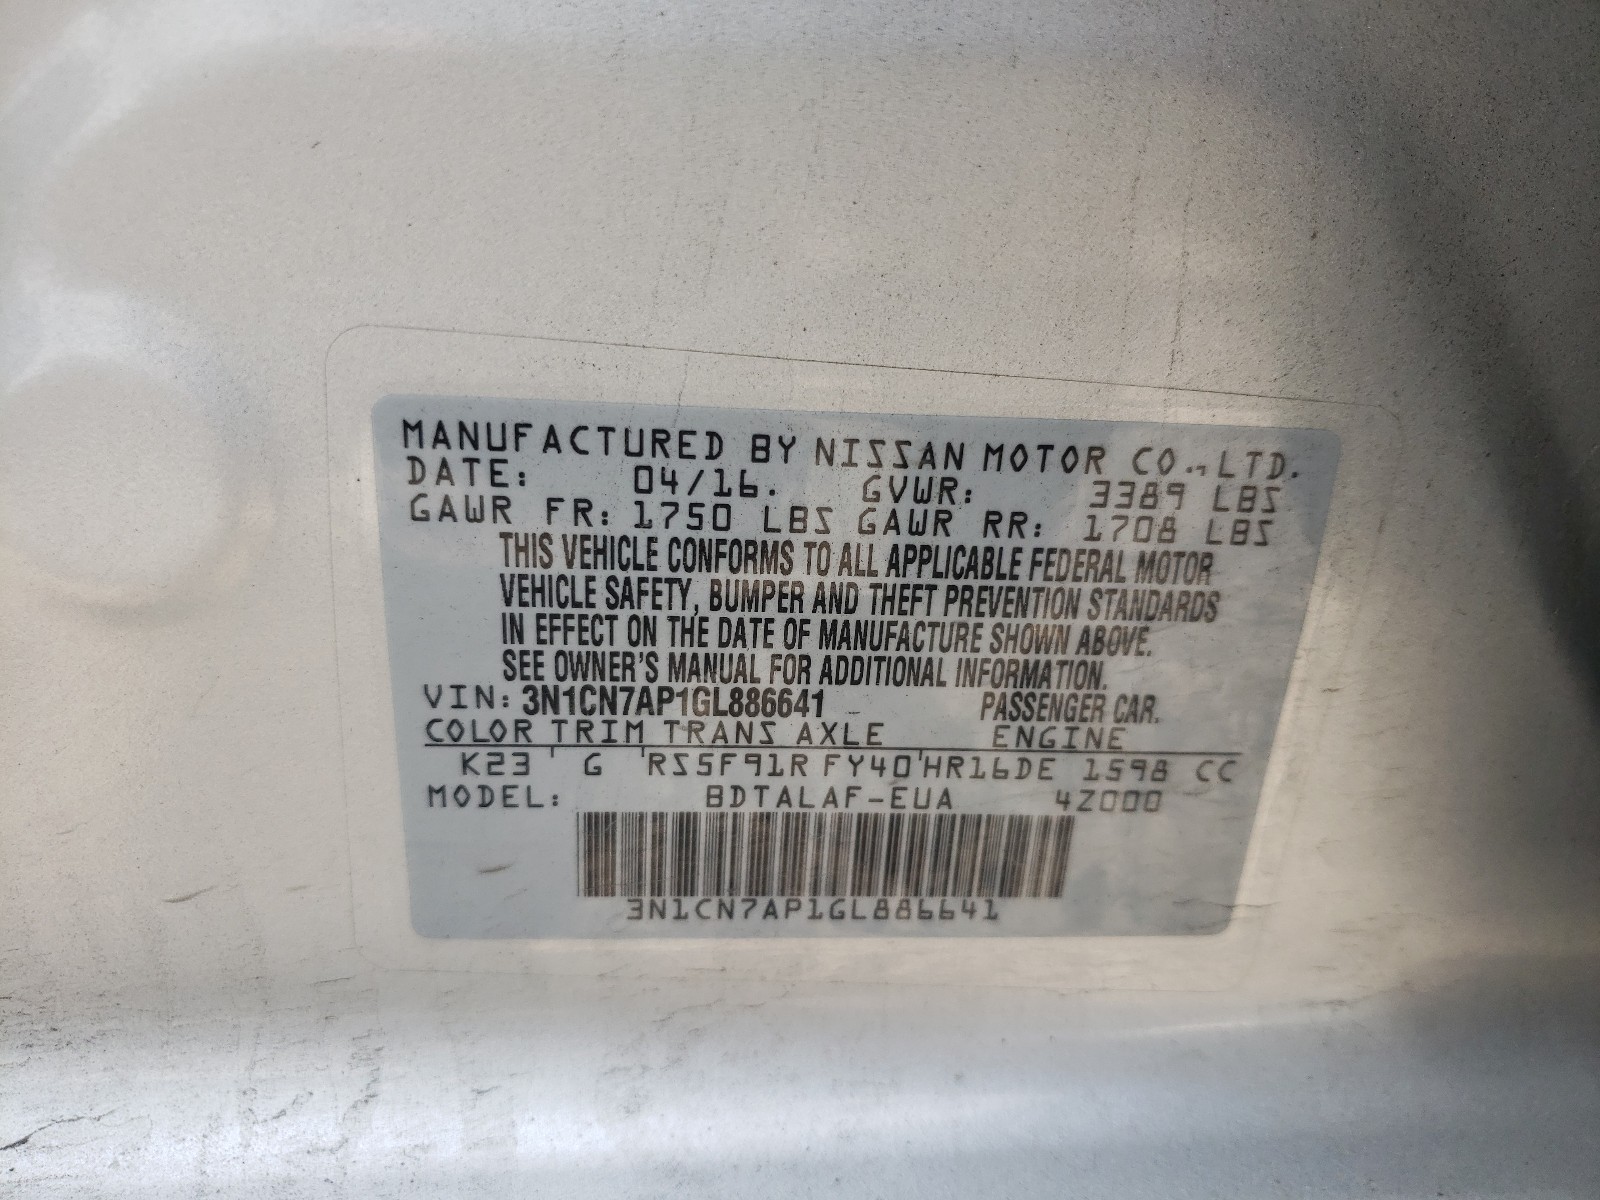 MANUFACTURED BY NISSAN MOTOR CO., LTD.
DATE: 04/16. GVWR: 3389 LBS
GAWR FR: 1750 LBS GAWR RR: 1708 LBS
THIS VEHICLE CONFORMS TO ALL APPLICABLE FEDERAL MOTOR
VEHICLE SAFETY, BUMPER AND THEFT PREVENTION STANDARDS
IN EFFECT ON THE DATE OF MANUFACTURE SHOWN ABOVE.
SEE OWNER'S MANUAL FOR ADDITIONAL INFORMATION.
VIN: 3N1CN7AP1GL886641 PASSENGER CAR.
COLOR TRIM TRANS AXLE ENGINE
K23 G RS5F91R FY40 HR16DE 1598 CC
MODEL: BDTALAF-EUA 4Z000
3N1CN7AP1GL886641